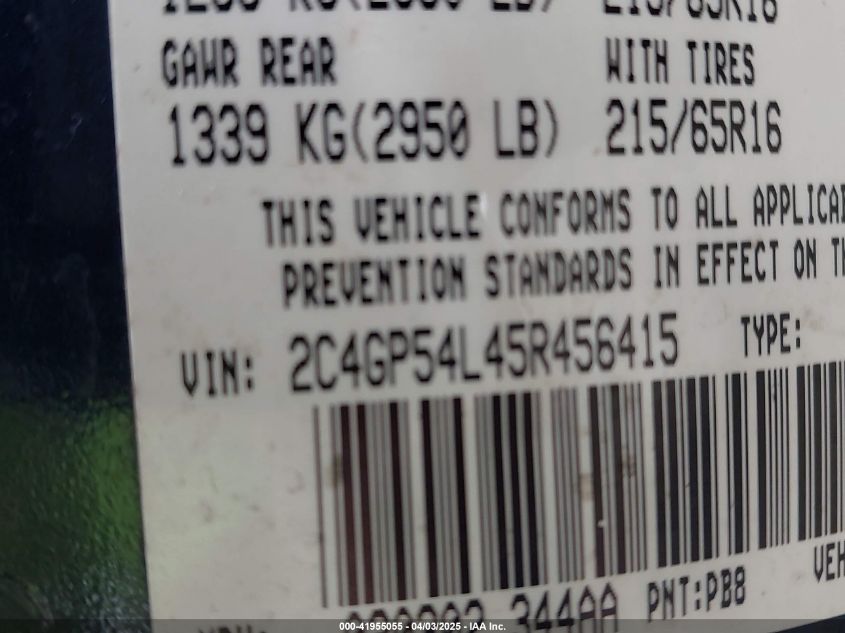 GAWR REAR WITH TIRES
1339 KG(2950 LB) 215/65R16
THIS VEHICLE CONFORMS TO ALL
PREVENTION STANDARDS IN EFFECT ON
VIN: 2C4GP54L45R456415 TYPE:
344AA PNT:PB8
000-41955055 - 04/03/2025 - IAA Inc.